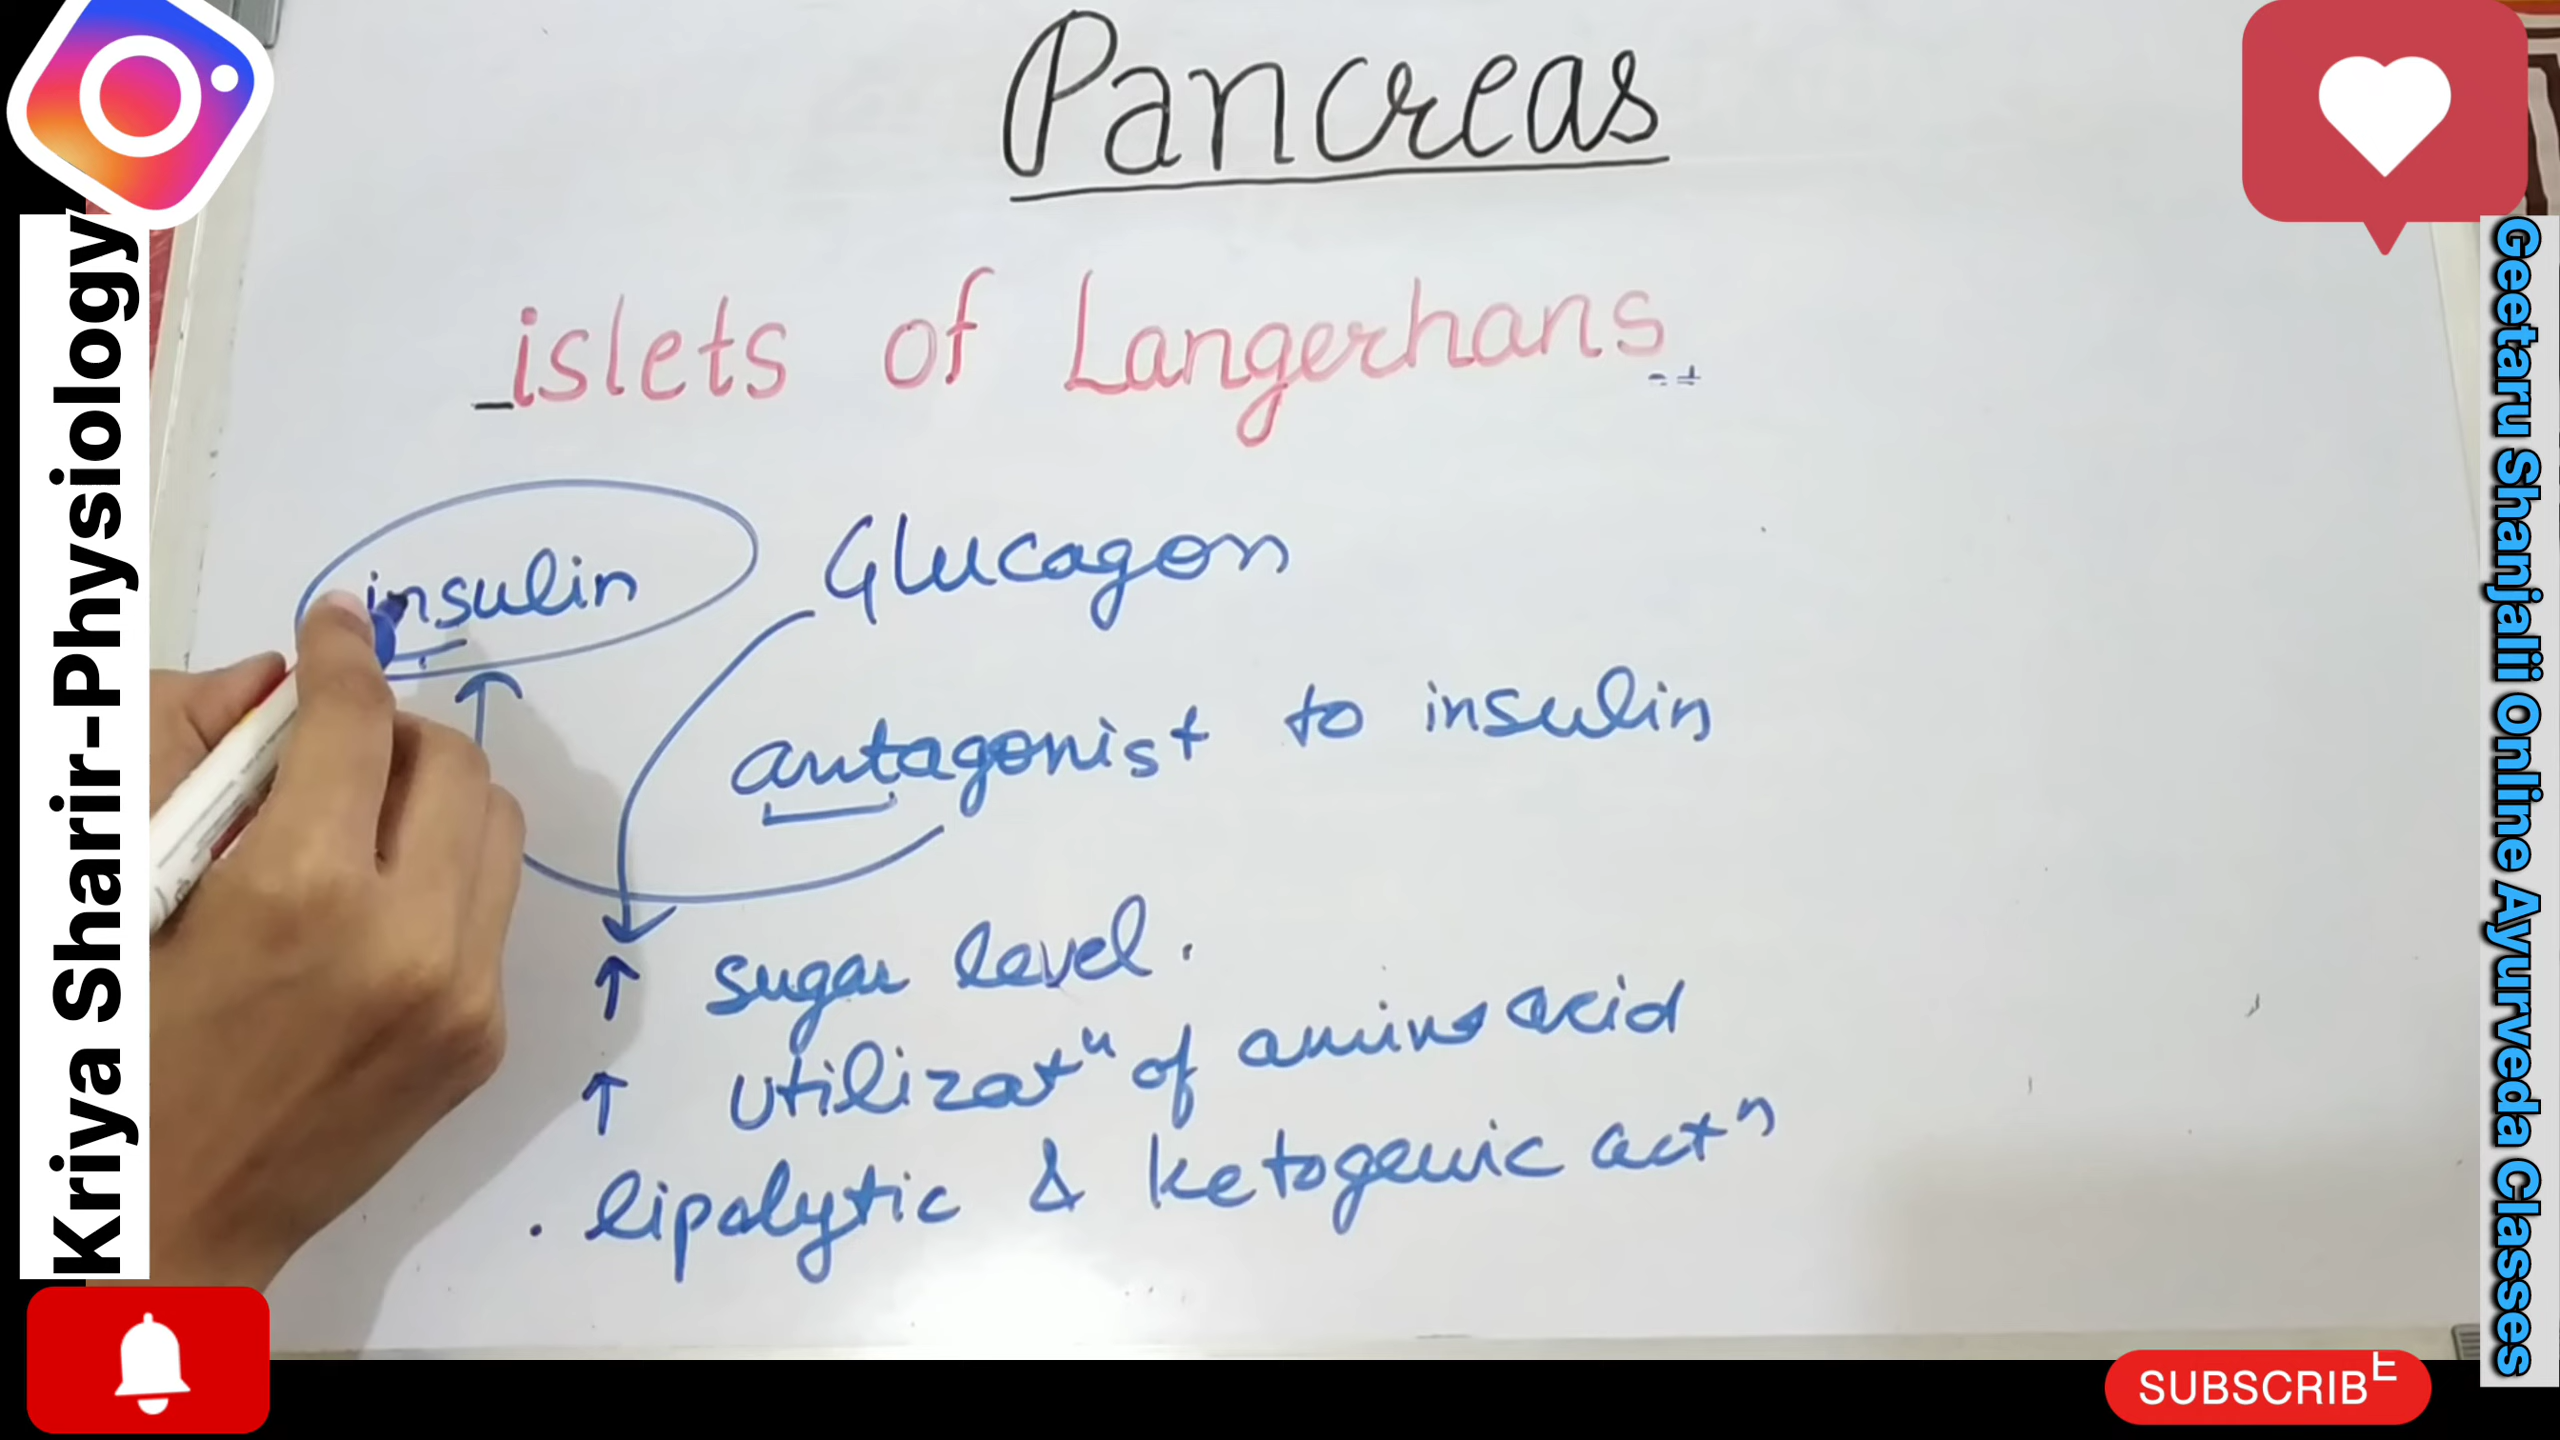 Pancreas
islets of Langerhans
insulin Glucagon
antagonist to insulin
↑ sugar level.
↑ utilizatⁿ of amino acid
. lipolytic & ketogenic actⁿ
Kriya Sharir-Physiology
Geetaru Shanjalii Online Ayurveda Classes
SUBSCRIBE